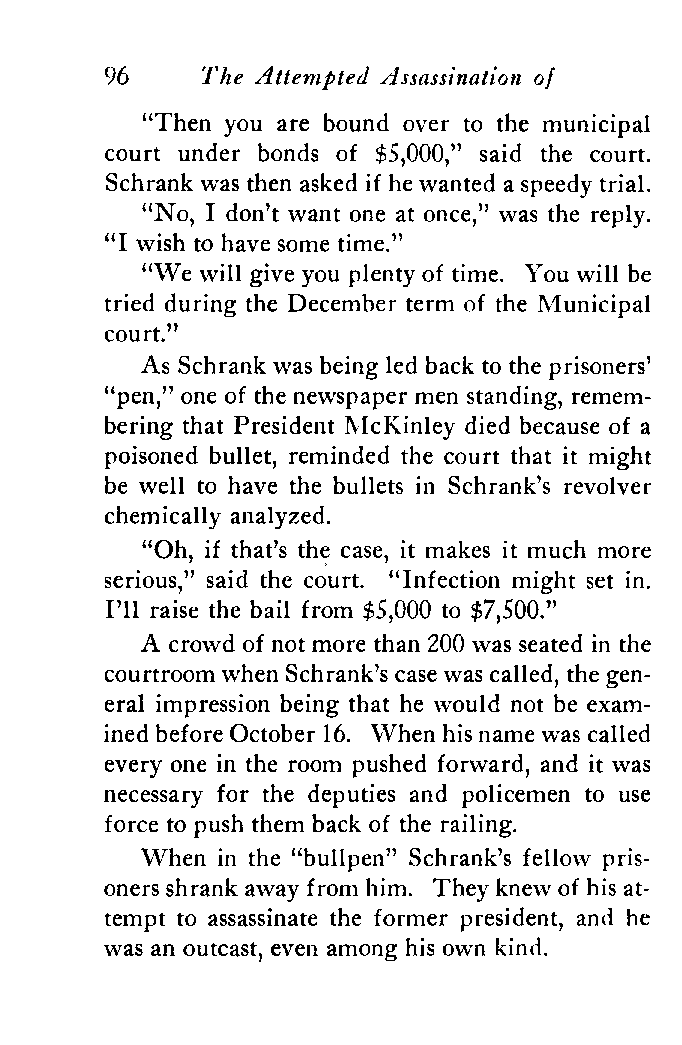 96 The Attempted Assassination of
“Then you are bound over to the municipal
court under bonds of $5,000,” said the court.
Schrank was then asked if he wanted a speedy trial.
“No, I don’t want one at once,” was the reply.
“I wish to have some time.”
“We will give you plenty of time. You will be
tried during the December term of the Municipal
court.”
As Schrank was being led back to the prisoners’
“pen,” one of the newspaper men standing, remem-
bering that President McKinley died because of a
poisoned bullet, reminded the court that it might
be well to have the bullets in Schrank’s revolver
chemically analyzed.
“Oh, if that’s the case, it makes it much more
serious,” said the court. “Infection might set in.
I’ll raise the bail from $5,000 to $7,500.”
A crowd of not more than 200 was seated in the
courtroom when Schrank’s case was called, the gen-
eral impression being that he would not be exam-
ined before October 16. When his name was called
every one in the room pushed forward, and it was
necessary for the deputies and policemen to use
force to push them back of the railing.
When in the “bullpen” Schrank’s fellow pris-
oners shrank away from him. They knew of his at-
tempt to assassinate the former president, and he
was an outcast, even among his own kind.